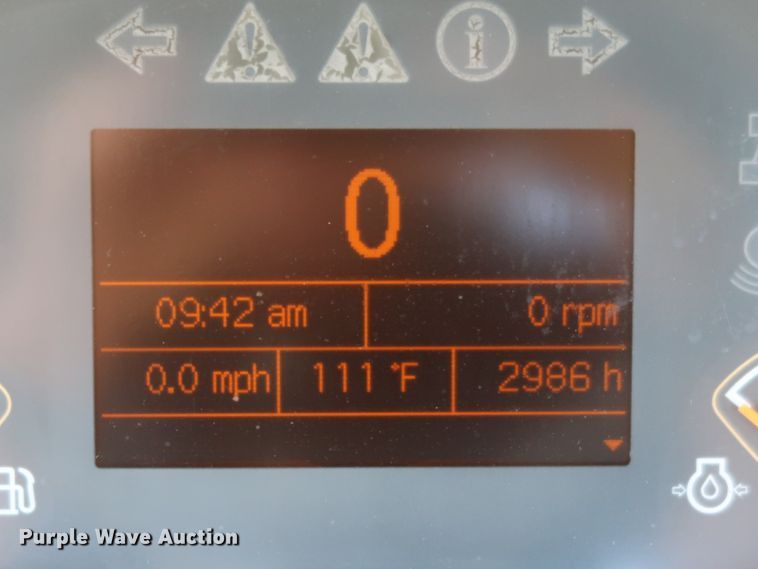 0
09:42 am 0 rpm
0.0 mph 111 °F 2986 h
Purple Wave Auction